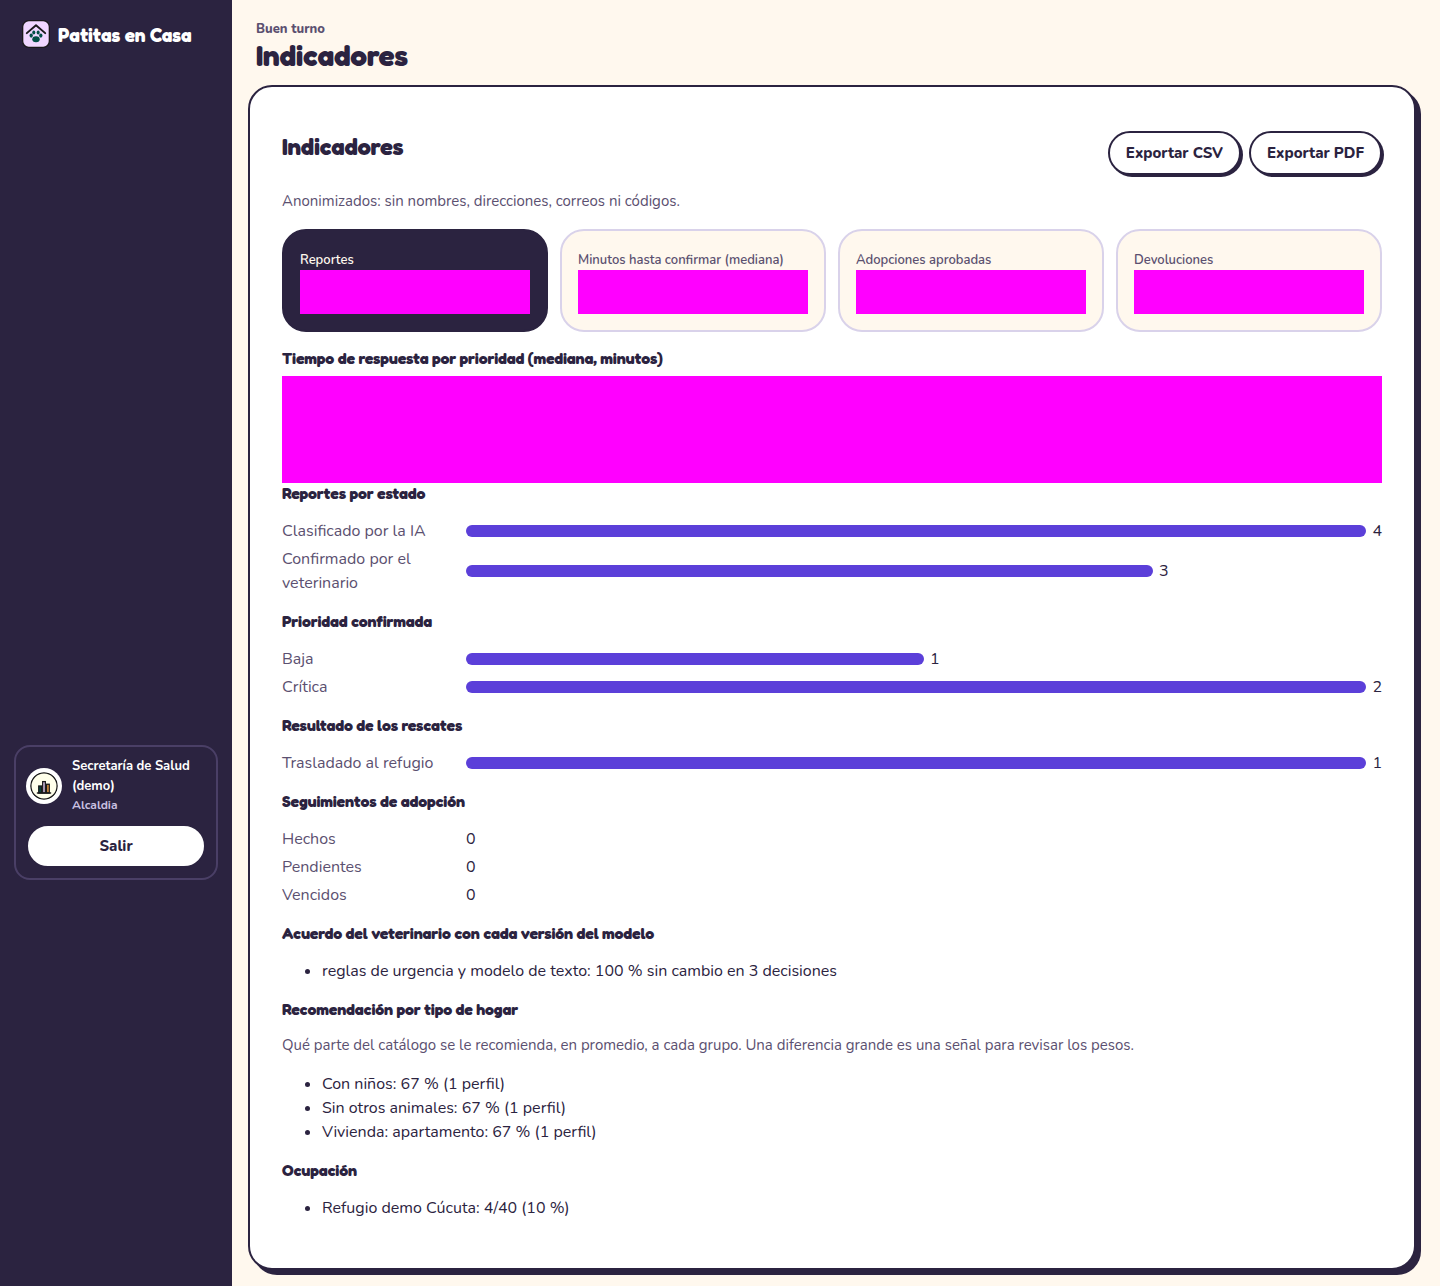 Patitas en Casa
Buen turno
Indicadores
Indicadores
Exportar CSV
Exportar PDF
Anonimizados: sin nombres, direcciones, correos ni códigos.
Reportes
Minutos hasta confirmar (mediana)
Adopciones aprobadas
Devoluciones
Tiempo de respuesta por prioridad (mediana, minutos)
Reportes por estado
Clasificado por la IA 4
Confirmado por el
veterinario 3
Prioridad confirmada
Baja 1
Crítica 2
Resultado de los rescates
Trasladado al refugio 1
Seguimientos de adopción
Hechos 0
Pendientes 0
Vencidos 0
Acuerdo del veterinario con cada versión del modelo
• reglas de urgencia y modelo de texto: 100 % sin cambio en 3 decisiones
Recomendación por tipo de hogar
Qué parte del catálogo se le recomienda, en promedio, a cada grupo. Una diferencia grande es una señal para revisar los pesos.
• Con niños: 67 % (1 perfil)
• Sin otros animales: 67 % (1 perfil)
• Vivienda: apartamento: 67 % (1 perfil)
Ocupación
• Refugio demo Cúcuta: 4/40 (10 %)
Secretaría de Salud
(demo)
Alcaldia
Salir